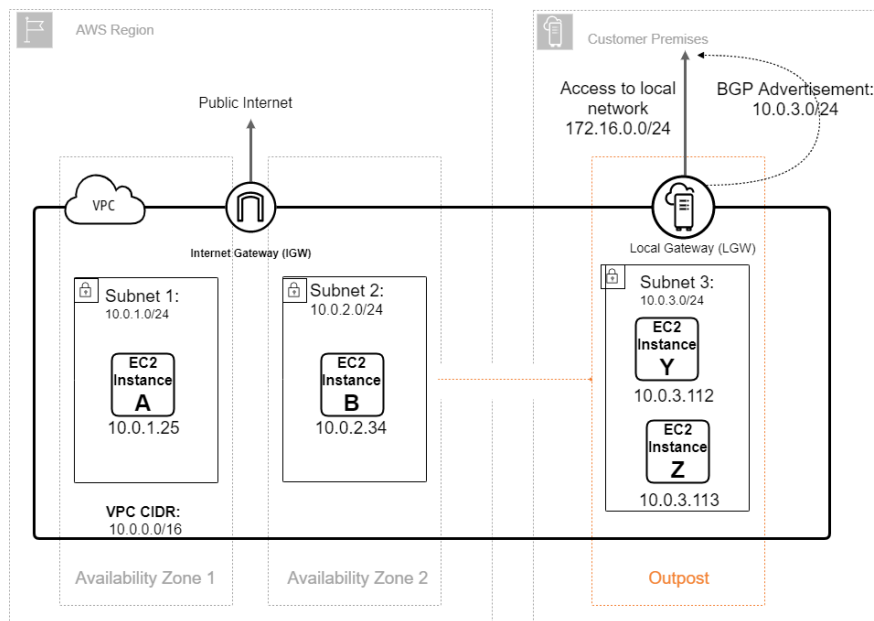 AWS Region
Customer Premises
Public Internet
Access to local
network
172.16.0.0/24
BGP Advertisement:
10.0.3.0/24
VPC
Internet Gateway (IGW)
Local Gateway (LGW)
Subnet 1:
10.0.1.0/24
EC2
Instance
A
10.0.1.25
Subnet 2:
10.0.2.0/24
EC2
Instance
B
10.0.2.34
Subnet 3:
10.0.3.0/24
EC2
Instance
Y
10.0.3.112
EC2
Instance
Z
10.0.3.113
VPC CIDR:
10.0.0.0/16
Availability Zone 1
Availability Zone 2
Outpost